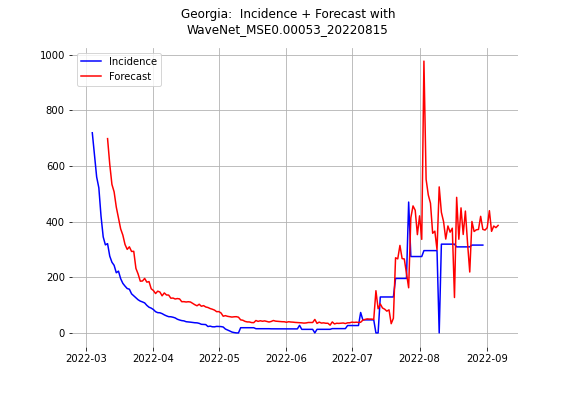 Georgia:  Incidence + Forecast with
WaveNet_MSE0.00053_20220815
Incidence
Forecast
1000
800
600
400
200
0
2022-03 2022-04 2022-05 2022-06 2022-07 2022-08 2022-09